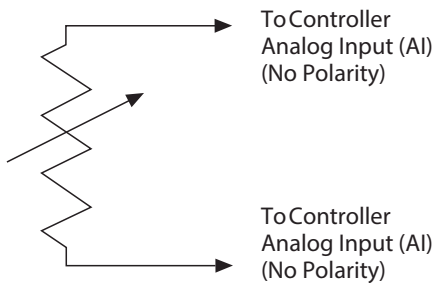 To Controller
Analog Input (AI)
(No Polarity)
To Controller
Analog Input (AI)
(No Polarity)